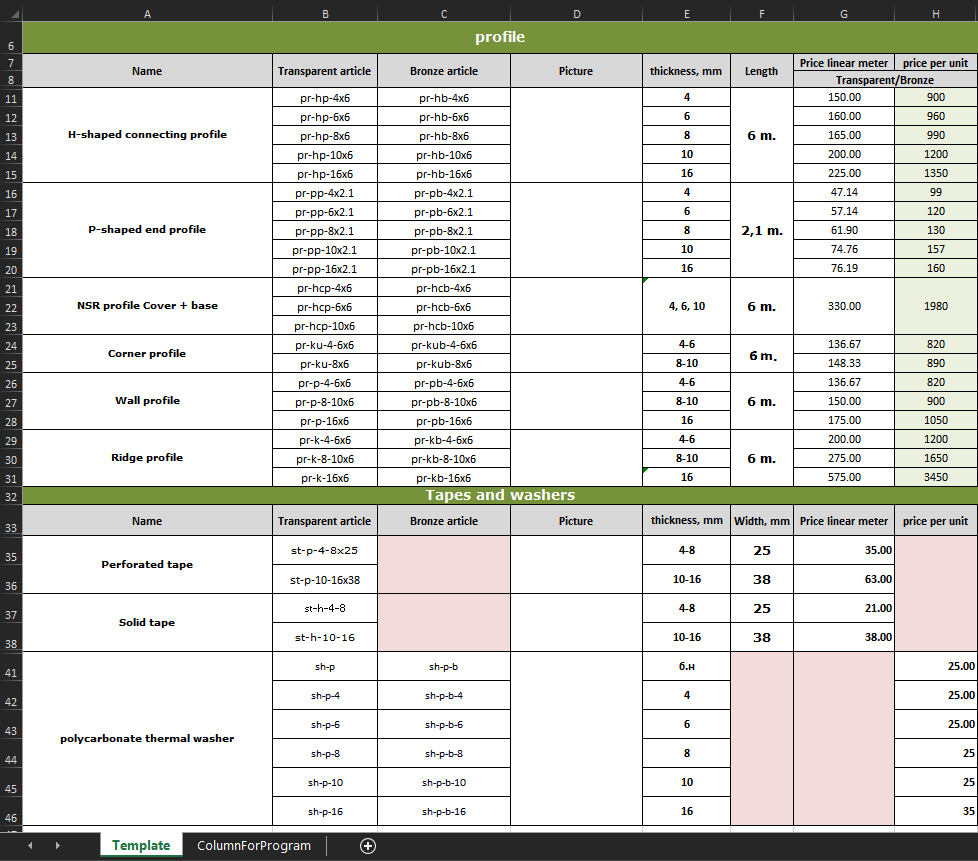 A B C D E F G H
6 profile
7 Name Transparent article Bronze article Picture thickness, mm Length Price linear meter price per unit
8 Transparent/Bronze
11 pr-hp-4x6 pr-hb-4x6 4 150.00 900
12 pr-hp-6x6 pr-hb-6x6 6 160.00 960
13 H-shaped connecting profile pr-hp-8x6 pr-hb-8x6 8 6 m. 165.00 990
14 pr-hp-10x6 pr-hb-10x6 10 200.00 1200
15 pr-hp-16x6 pr-hb-16x6 16 225.00 1350
16 pr-pp-4x2.1 pr-pb-4x2.1 4 47.14 99
17 pr-pp-6x2.1 pr-pb-6x2.1 6 57.14 120
18 P-shaped end profile pr-pp-8x2.1 pr-pb-8x2.1 8 2,1 m. 61.90 130
19 pr-pp-10x2.1 pr-pb-10x2.1 10 74.76 157
20 pr-pp-16x2.1 pr-pb-16x2.1 16 76.19 160
21 pr-hcp-4x6 pr-hcb-4x6
22 NSR profile Cover + base pr-hcp-6x6 pr-hcb-6x6 4, 6, 10 6 m. 330.00 1980
23 pr-hcp-10x6 pr-hcb-10x6
24 Corner profile pr-ku-4-6x6 pr-kub-4-6x6 4-6 6 m. 136.67 820
25 pr-ku-8x6 pr-kub-8x6 8-10 148.33 890
26 pr-p-4-6x6 pr-pb-4-6x6 4-6 136.67 820
27 Wall profile pr-p-8-10x6 pr-pb-8-10x6 8-10 6 m. 150.00 900
28 pr-p-16x6 pr-pb-16x6 16 175.00 1050
29 pr-k-4-6x6 pr-kb-4-6x6 4-6 200.00 1200
30 Ridge profile pr-k-8-10x6 pr-kb-8-10x6 8-10 6 m. 275.00 1650
31 pr-k-16x6 pr-kb-16x6 16 575.00 3450
32 Tapes and washers
33 Name Transparent article Bronze article Picture thickness, mm Width, mm Price linear meter price per unit
35 Perforated tape st-p-4-8x25 4-8 25 35.00
36 st-p-10-16x38 10-16 38 63.00
37 Solid tape st-h-4-8 4-8 25 21.00
38 st-h-10-16 10-16 38 38.00
41 sh-p sh-p-b б.н 25.00
42 sh-p-4 sh-p-b-4 4 25.00
43 polycarbonate thermal washer sh-p-6 sh-p-b-6 6 25.00
44 sh-p-8 sh-p-b-8 8 25
45 sh-p-10 sh-p-b-10 10 25
46 sh-p-16 sh-p-b-16 16 35
Template ColumnForProgram